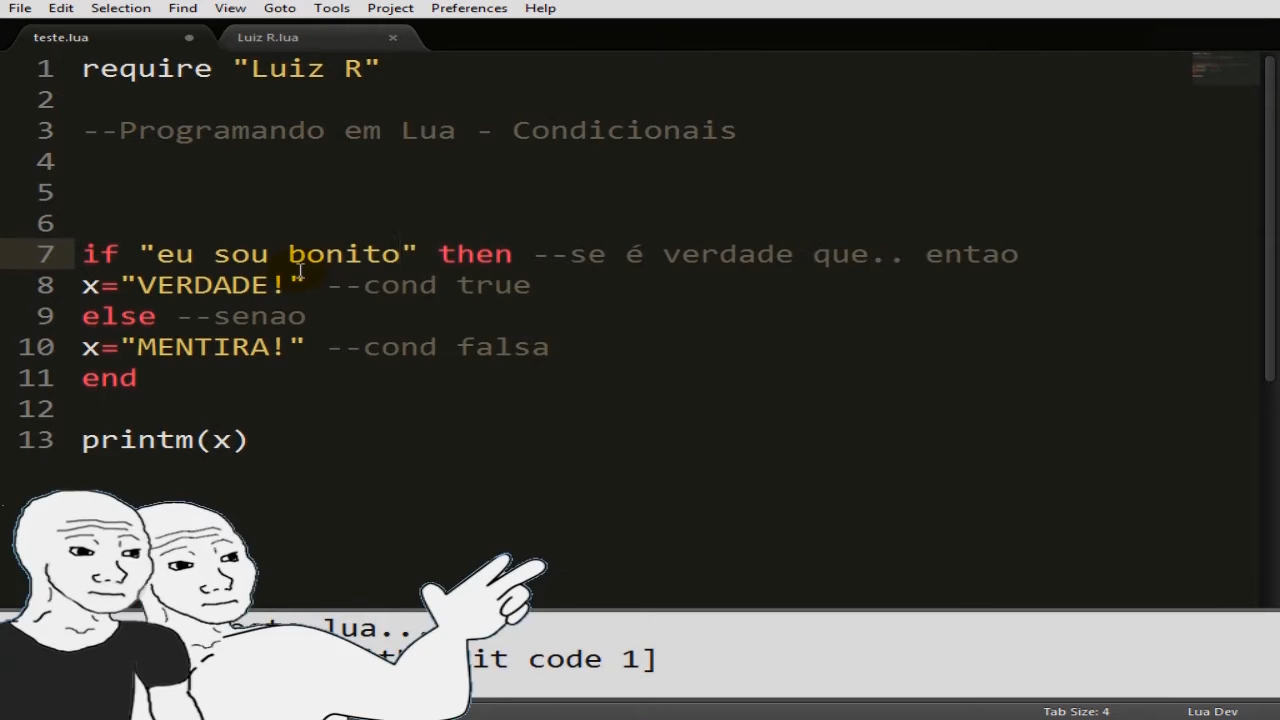 File Edit Selection Find View Goto Tools Project Preferences Help
teste.lua Luiz R.lua ×
1 require "Luiz R"
2
3 --Programando em Lua - Condicionais
4
5
6
7 if "eu sou bonito" then --se é verdade que.. entao
8 x="VERDADE!" --cond true
9 else --senao
10 x="MENTIRA!" --cond falsa
11 end
12
13 printm(x)
lua...
code 1]
Tab Size: 4 Lua Dev